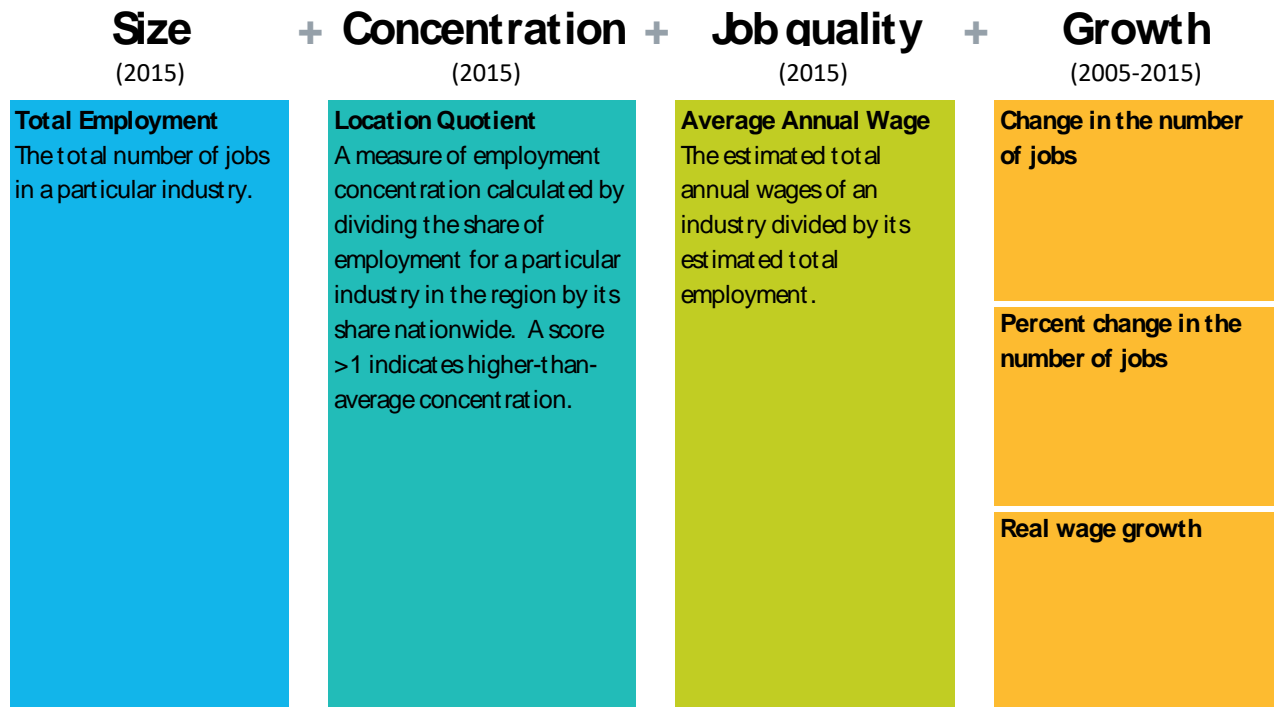 Size + Concentration + Job quality + Growth
(2015) (2015) (2015) (2005-2015)
Total Employment
The total number of jobs
in a particular industry.
Location Quotient
A measure of employment
concentration calculated by
dividing the share of
employment for a particular
industry in the region by its
share nationwide. A score
>1 indicates higher-than-
average concentration.
Average Annual Wage
The estimated total
annual wages of an
industry divided by its
estimated total
employment.
Change in the number
of jobs
Percent change in the
number of jobs
Real wage growth